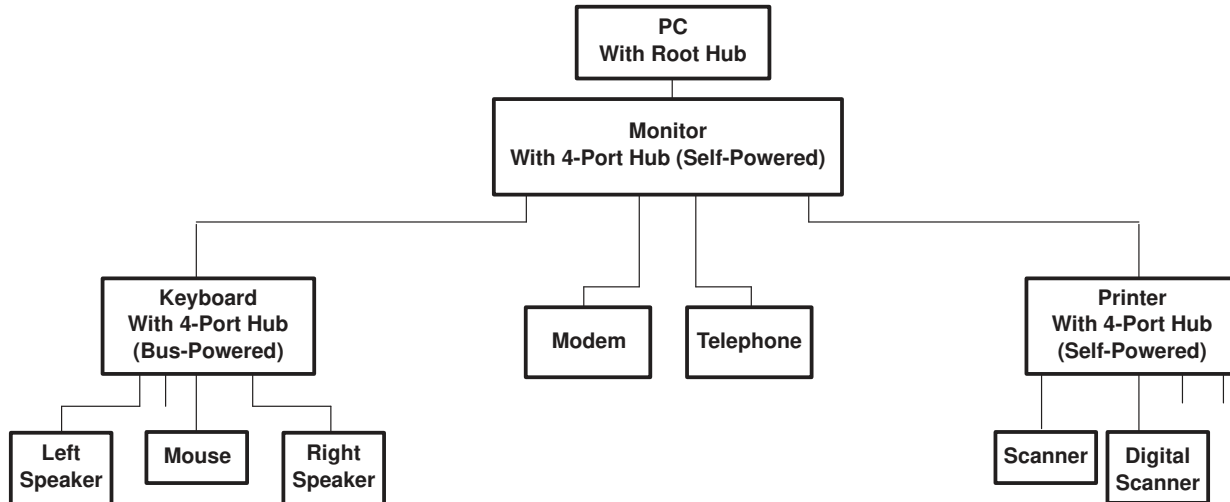 PC
With Root Hub
Monitor
With 4-Port Hub (Self-Powered)
Keyboard
With 4-Port Hub
(Bus-Powered)
Modem
Telephone
Printer
With 4-Port Hub
(Self-Powered)
Left
Speaker
Mouse
Right
Speaker
Scanner
Digital
Scanner